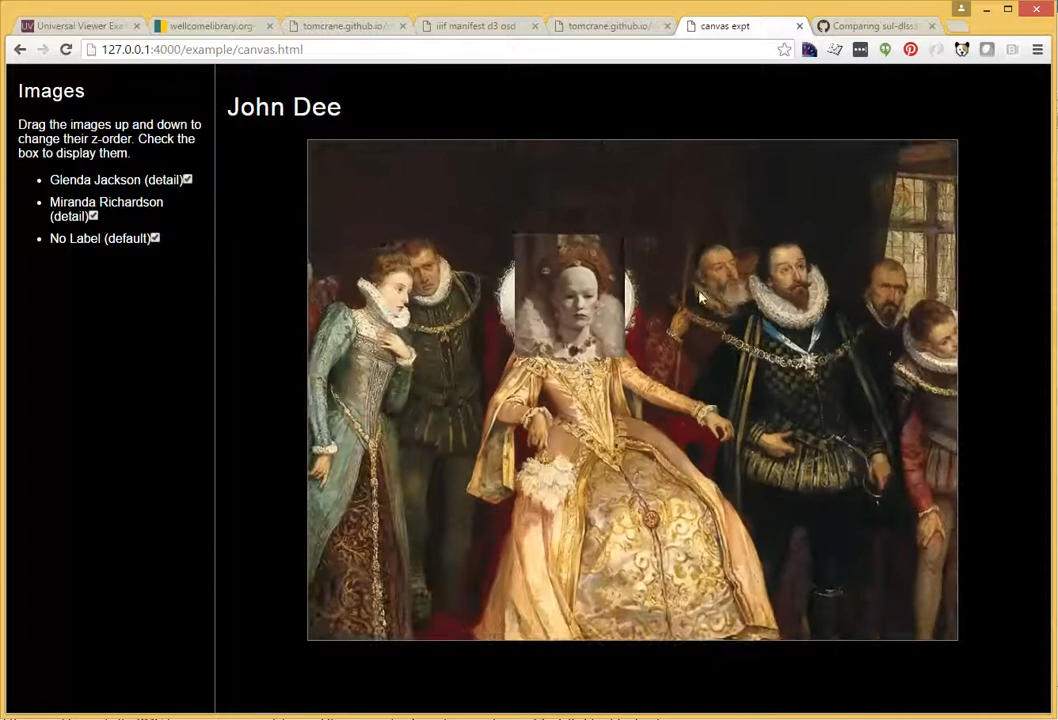 Universal Viewer Exa
wellcomelibrary.org-
tomcrane.github.io/
iiif manifest d3 osd
tomcrane.github.io/
canvas expt
Comparing sul-dlss:
127.0.0.1:4000/example/canvas.html
Images
Drag the images up and down to
change their z-order. Check the
box to display them.
• Glenda Jackson (detail)
• Miranda Richardson
(detail)
• No Label (default)
John Dee